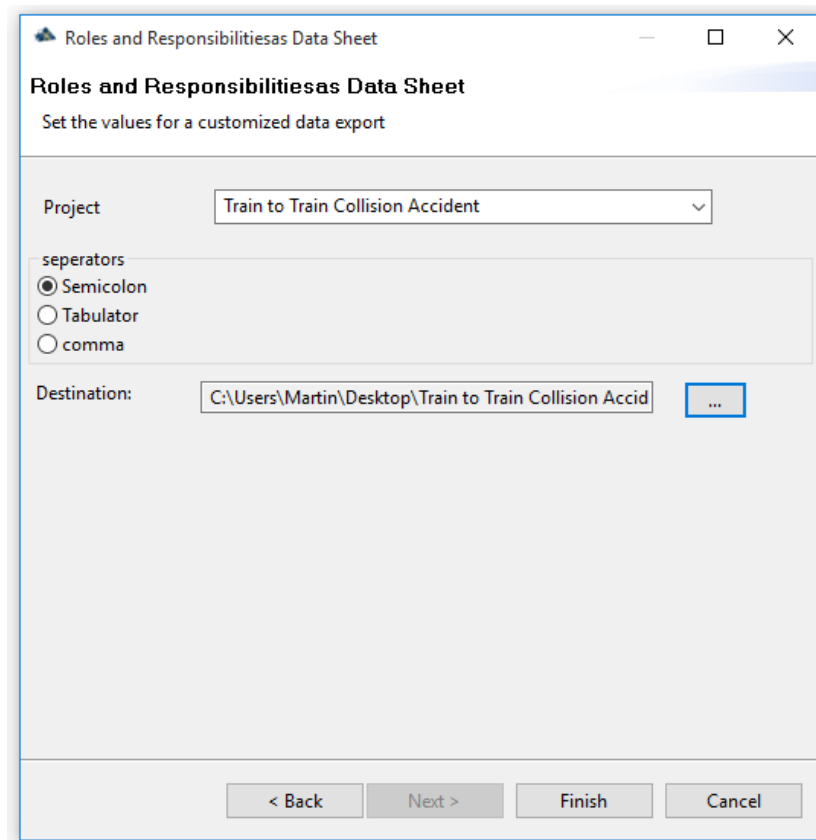 Roles and Responsibilitiesas Data Sheet
Roles and Responsibilitiesas Data Sheet
Set the values for a customized data export
Project
Train to Train Collision Accident
seperators
Semicolon
Tabulator
comma
Destination:
C:\Users\Martin\Desktop\Train to Train Collision Accid
...
< Back
Next >
Finish
Cancel